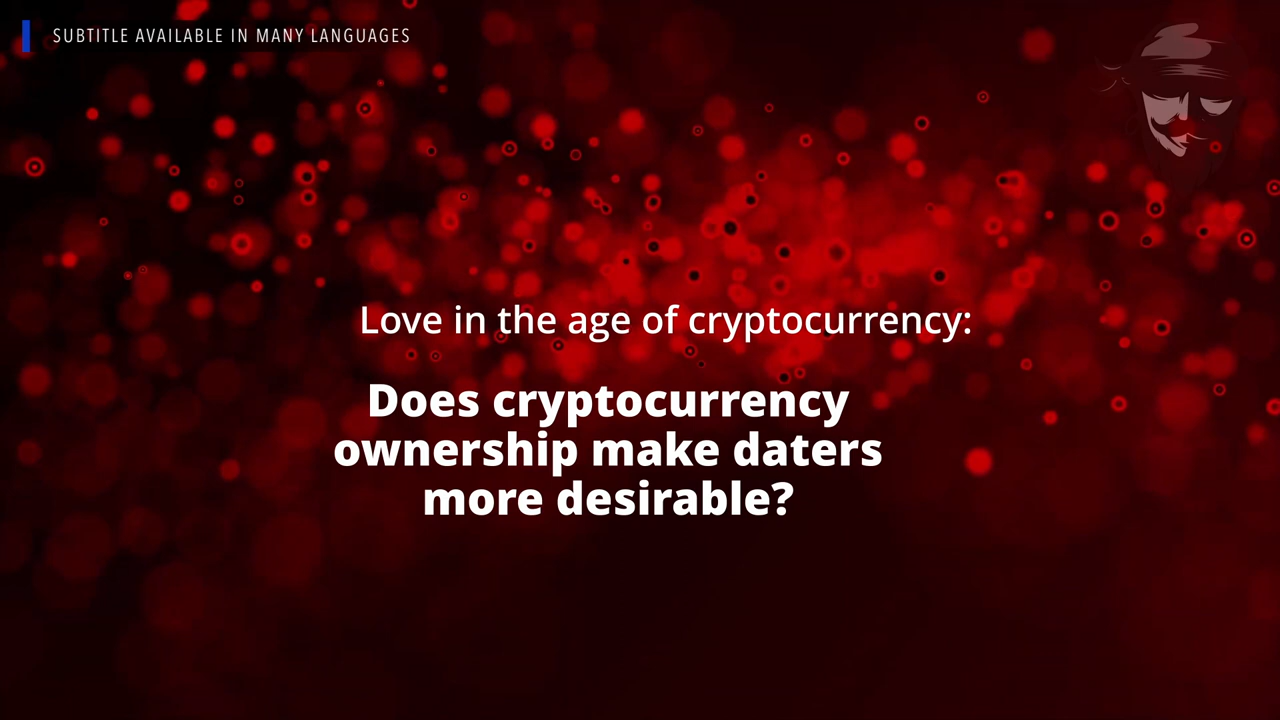 SUBTITLE AVAILABLE IN MANY LANGUAGES
Love in the age of cryptocurrency:
Does cryptocurrency
ownership make daters
more desirable?